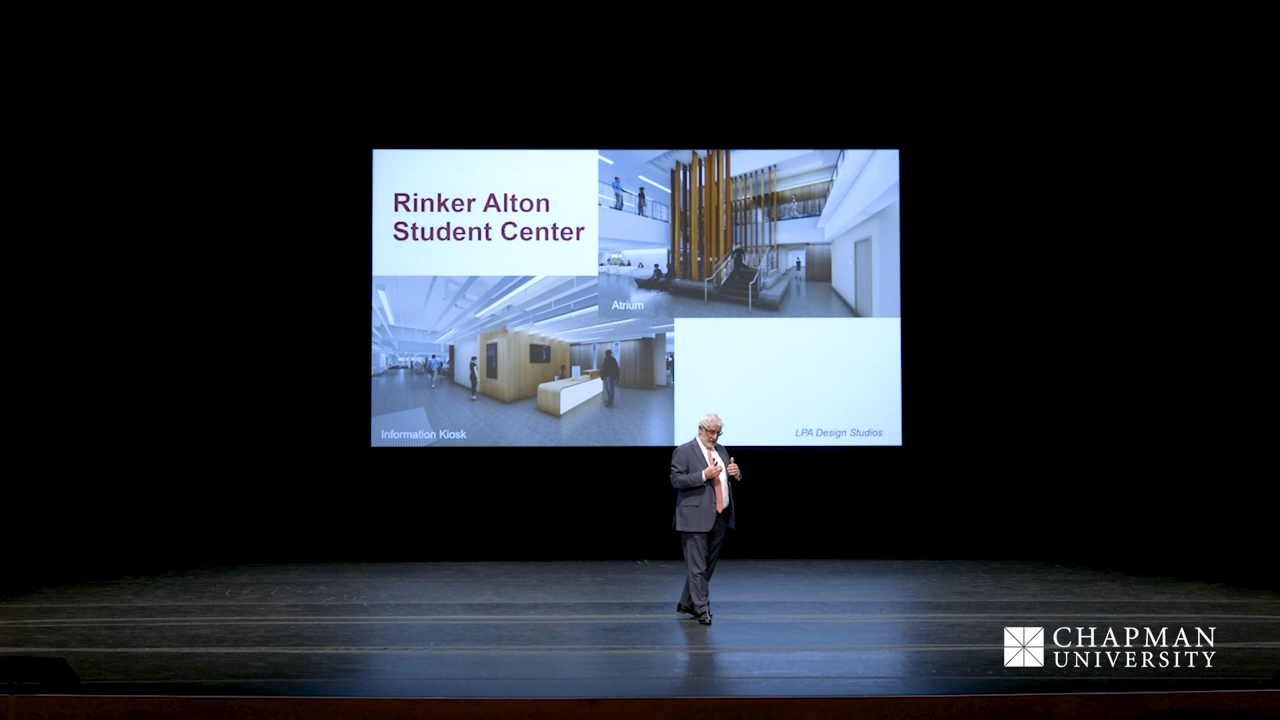 Rinker Alton
Student Center
Atrium
Information Kiosk
LPA Design Studios
CHAPMAN
UNIVERSITY